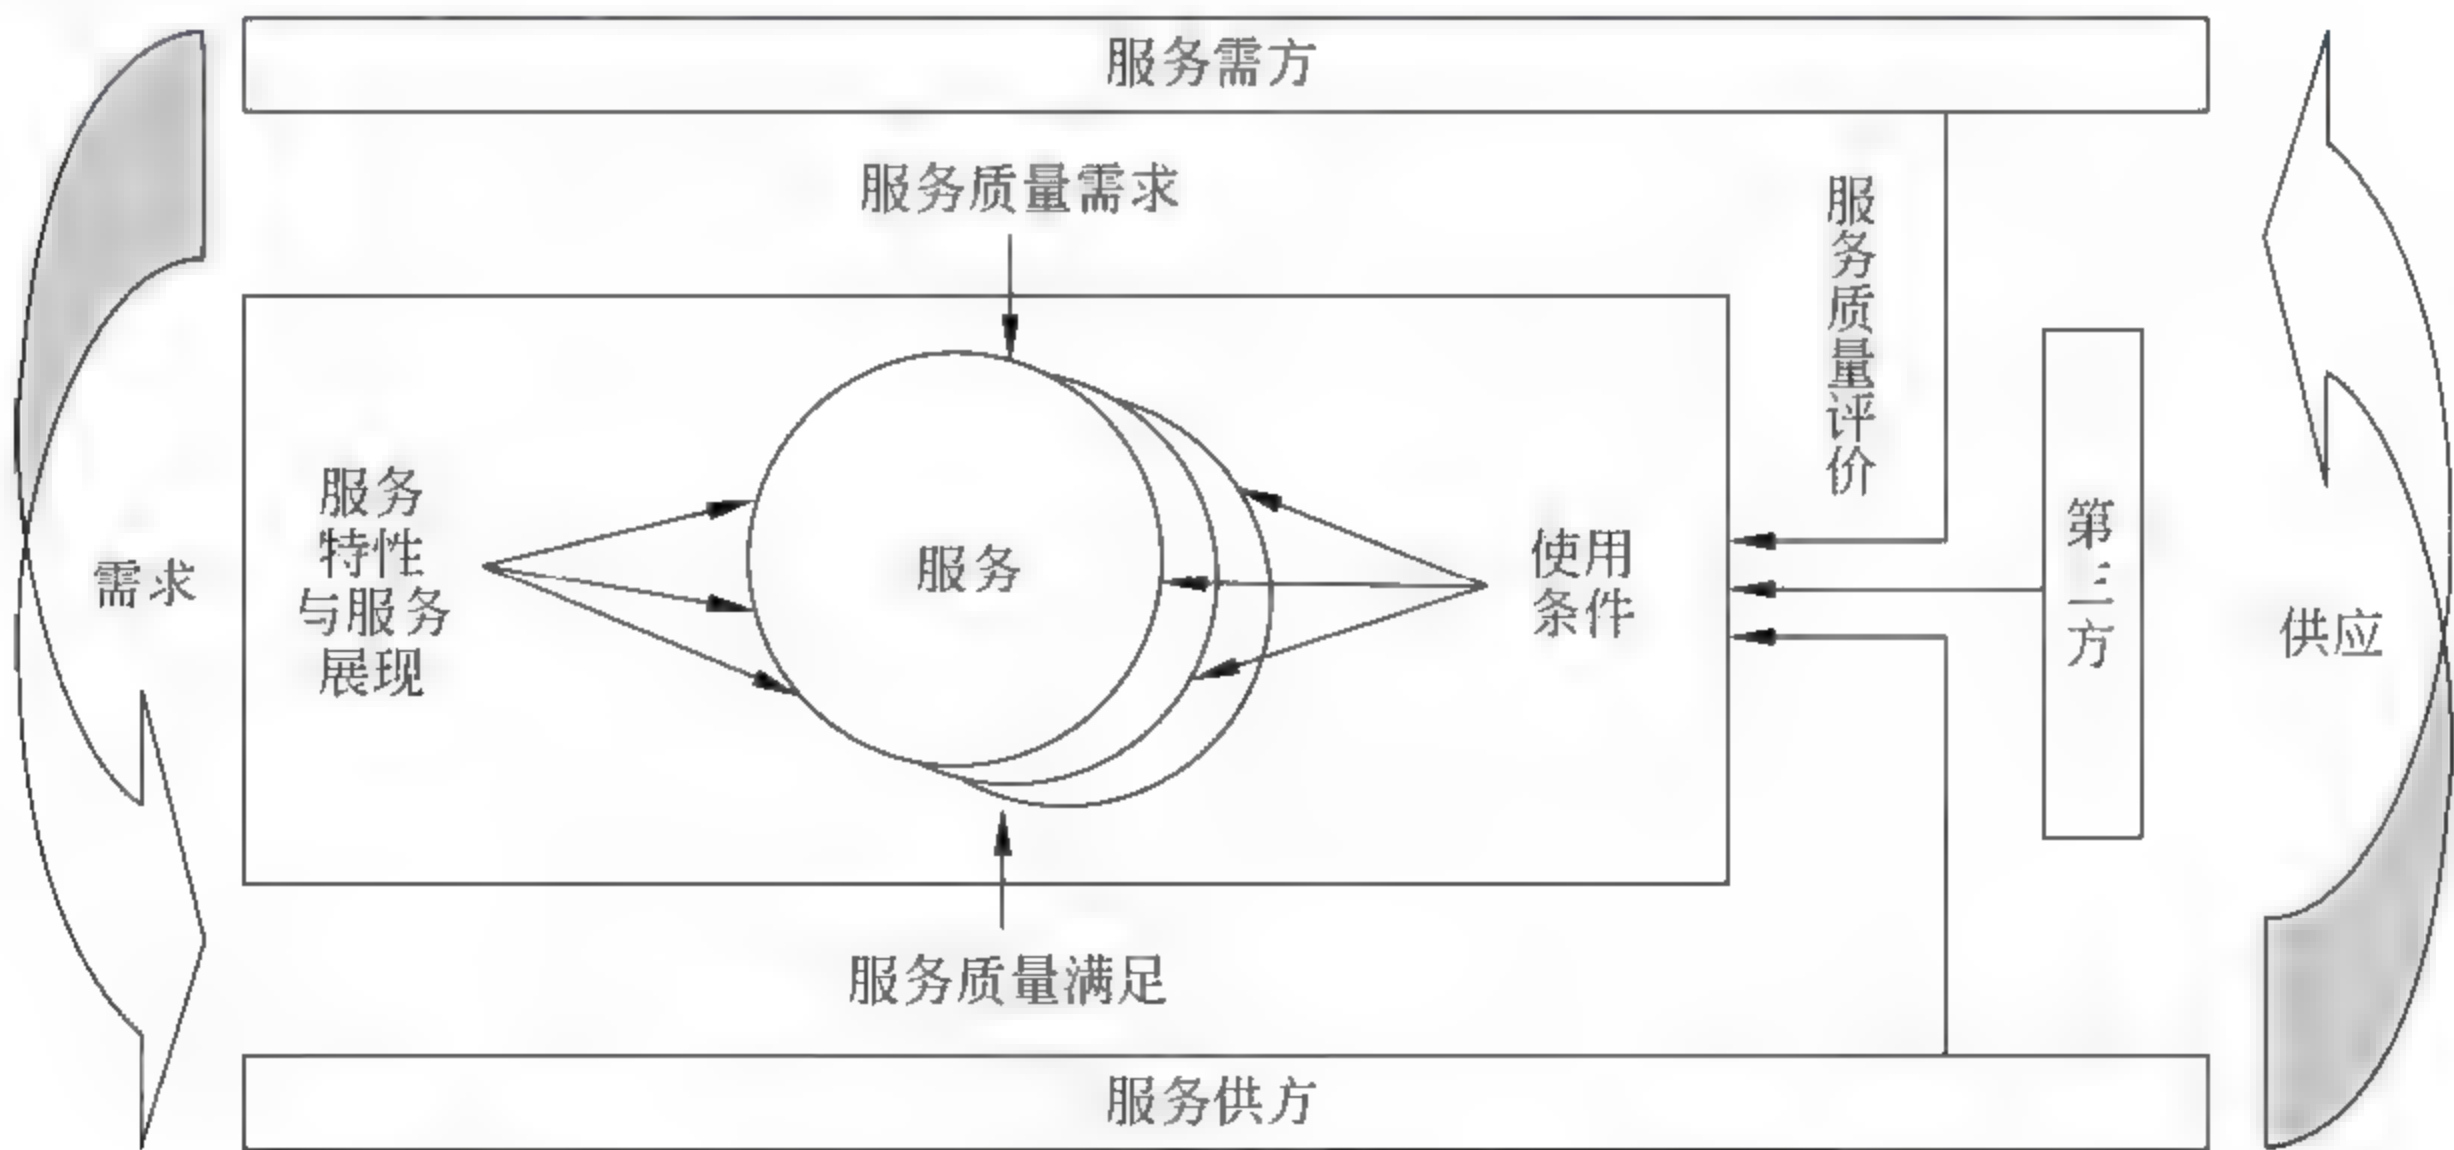 服务需方
服务质量需求
服务质量评价
服务
特性
与服务
展现
服务
使用
条件
第三方
需求
供应
服务质量满足
服务供方